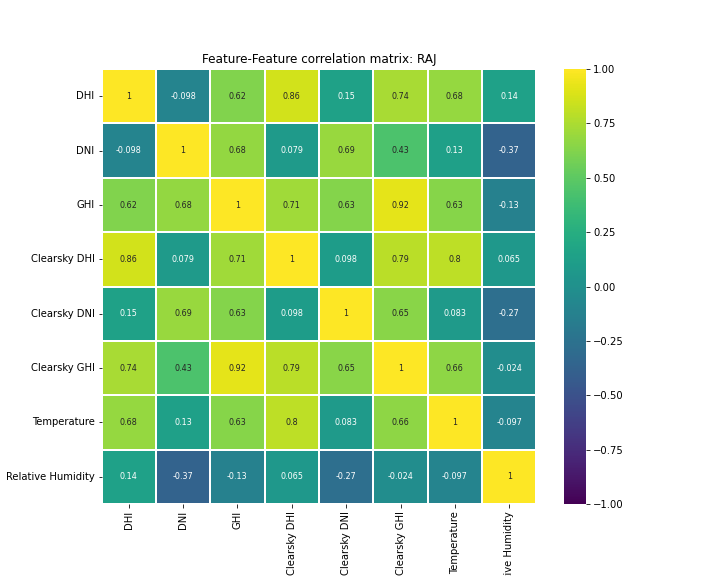 Feature-Feature correlation matrix: RAJ
DHI 1 -0.098 0.62 0.86 0.15 0.74 0.68 0.14
DNI -0.098 1 0.68 0.079 0.69 0.43 0.13 -0.37
GHI 0.62 0.68 1 0.71 0.63 0.92 0.63 -0.13
Clearsky DHI 0.86 0.079 0.71 1 0.098 0.79 0.8 0.065
Clearsky DNI 0.15 0.69 0.63 0.098 1 0.65 0.083 -0.27
Clearsky GHI 0.74 0.43 0.92 0.79 0.65 1 0.66 -0.024
Temperature 0.68 0.13 0.63 0.8 0.083 0.66 1 -0.097
Relative Humidity 0.14 -0.37 -0.13 0.065 -0.27 -0.024 -0.097 1
DHI
DNI
GHI
Clearsky DHI
Clearsky DNI
Clearsky GHI
Temperature
ive Humidity
1.00
0.75
0.50
0.25
0.00
−0.25
−0.50
−0.75
−1.00